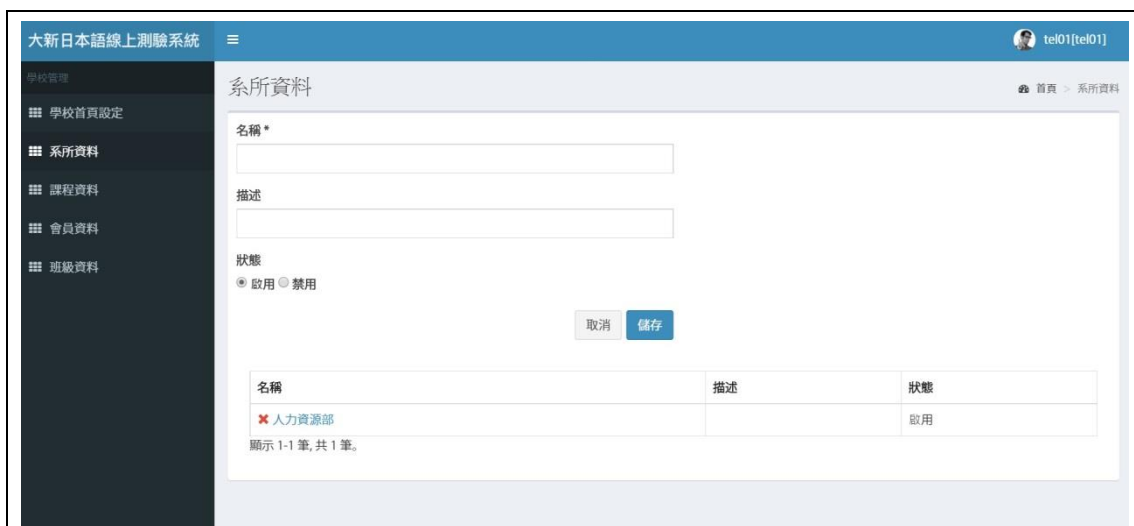 大新日本語線上測驗系統
tel01[tel01]
學校管理
學校首頁設定
系所資料
課程資料
會員資料
班級資料
系所資料
首頁 > 系所資料
名稱 *
描述
狀態
啟用 禁用
取消 儲存
名稱 描述 狀態
人力資源部 啟用
顯示 1-1 筆, 共 1 筆。